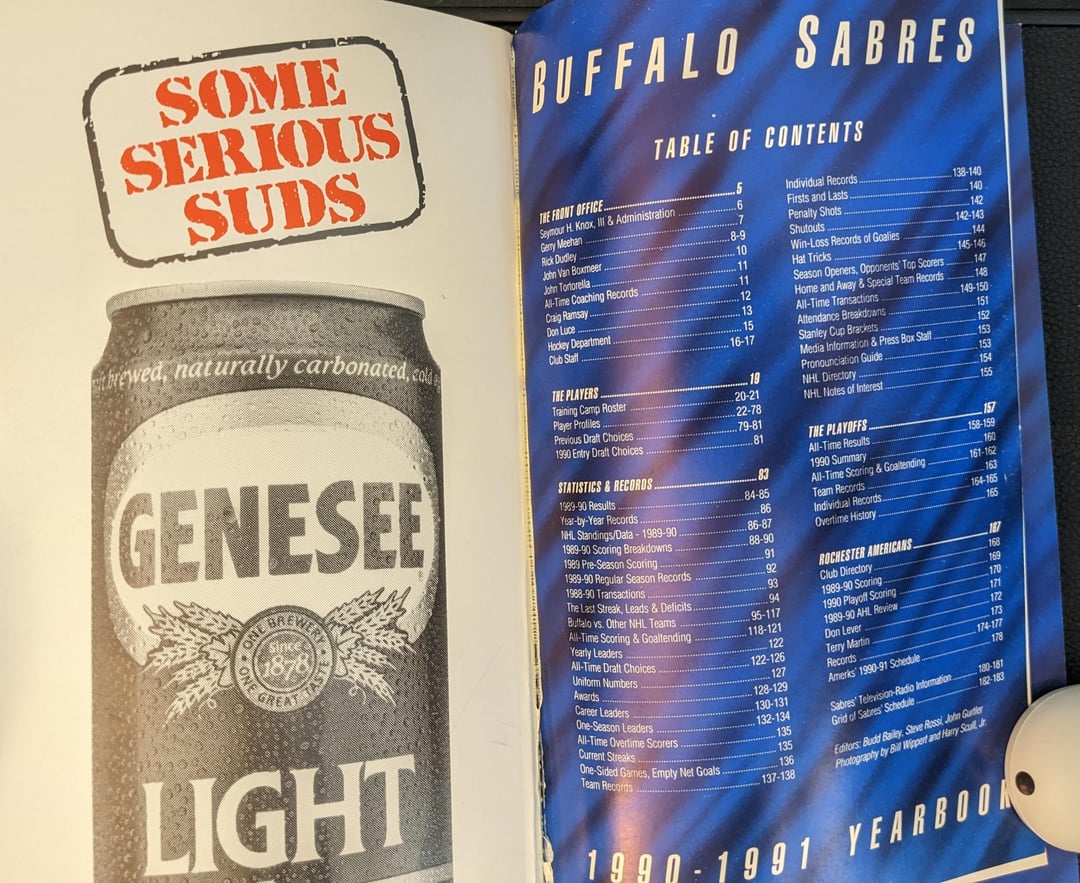 SOME
SERIOUS
SUDS
brewed, naturally carbonated, cold
GENESEE
ONE BREWERY
Since
1878
ONE GREAT TASTE
LIGHT
BUFFALO SABRES
TABLE OF CONTENTS
THE FRONT OFFICE 5
Seymour H. Knox, III & Administration 6
Gerry Meehan 7
Rick Dudley 8-9
John Van Boxmeer 10
John Tortorella 11
All-Time Coaching Records 11
Craig Ramsay 12
Don Luce 13
Hockey Department 15
Club Staff 16-17
THE PLAYERS 19
Training Camp Roster 20-21
Player Profiles 22-78
Previous Draft Choices 79-81
1990 Entry Draft Choices 81
STATISTICS & RECORDS 83
1989-90 Results 84-85
Year-by-Year Records 86
NHL Standings/Data - 1989-90 86-87
1989-90 Scoring Breakdowns 88-90
1989 Pre-Season Scoring 91
1989-90 Regular Season Records 92
1988-90 Transactions 93
The Last Streak, Leads & Deficits 94
Buffalo vs. Other NHL Teams 95-117
All-Time Scoring & Goaltending 118-121
Yearly Leaders 122
All-Time Draft Choices 122-126
Uniform Numbers 127
Awards 128-129
Career Leaders 130-131
One-Season Leaders 132-134
All-Time Overtime Scorers 135
Current Streaks 135
One-Sided Games, Empty Net Goals 136
Team Records 137-138
Individual Records 138-140
Firsts and Lasts 140
Penalty Shots 142
Shutouts 142-143
Win-Loss Records of Goalies 144
Hat Tricks 145-146
Season Openers, Opponents' Top Scorers 147
Home and Away & Special Team Records 148
All-Time Transactions 149-150
Attendance Breakdowns 151
Stanley Cup Brackets 152
Media Information & Press Box Staff 153
Pronounciation Guide 153
NHL Directory 154
NHL Notes of Interest 155
THE PLAYOFFS 157
All-Time Results 158-159
1990 Summary 160
All-Time Scoring & Goaltending 161-162
Team Records 163
Individual Records 164-165
Overtime History 165
ROCHESTER AMERICANS 167
Club Directory 168
1989-90 Scoring 169
1990 Playoff Scoring 170
1989-90 AHL Review 171
Don Lever 172
Terry Martin 173
Records 174-177
Amerks' 1990-91 Schedule 178
Sabres' Television-Radio Information 180-181
Grid of Sabres' Schedule 182-183
Editors: Budd Bailey, Steve Rossi, John Gurtler
Photography by Bill Wippert and Harry Scull, Jr.
1990-1991 YEARBOOK